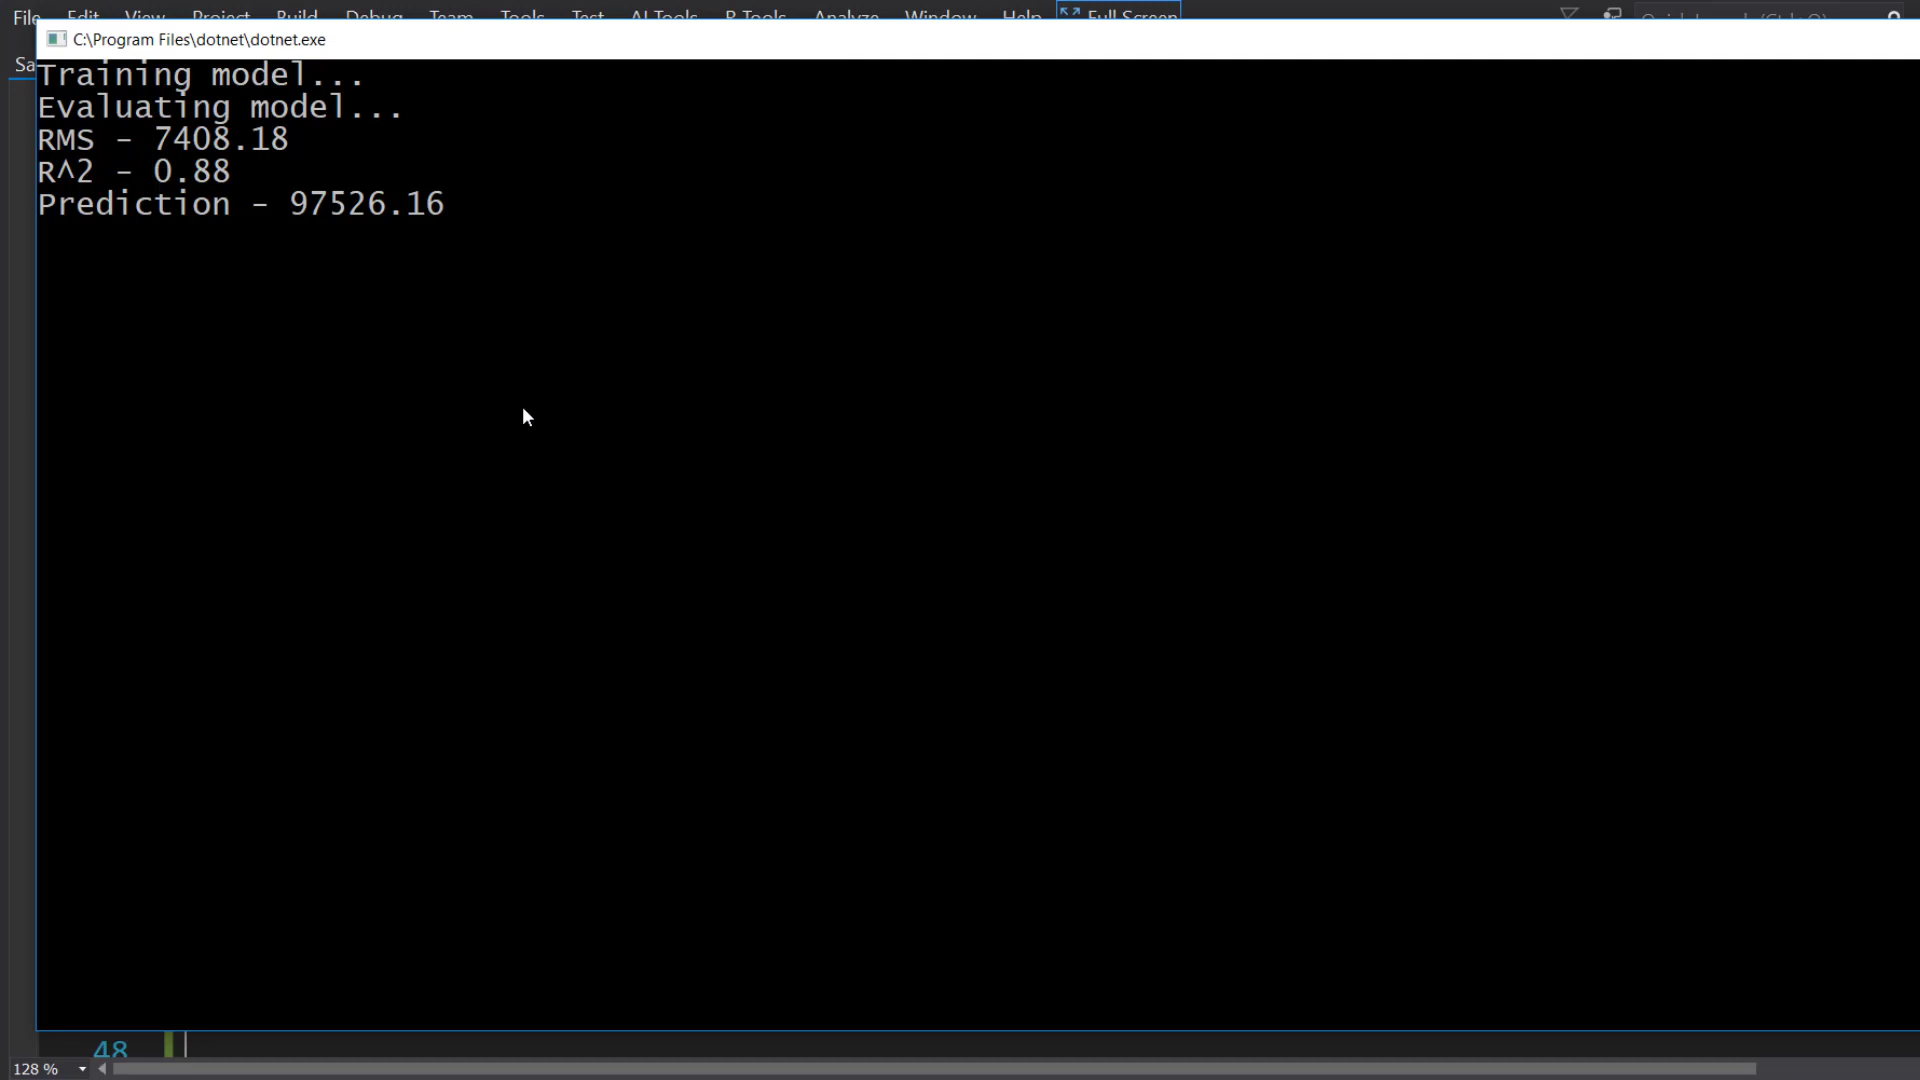 File Edit View Project Build Debug Team Tools Test AI Tools R Tools Analyze Window Help Full Screen
C:\Program Files\dotnet\dotnet.exe
Sa
Training model...
Evaluating model...
RMS - 7408.18
R^2 - 0.88
Prediction - 97526.16
48
128 %